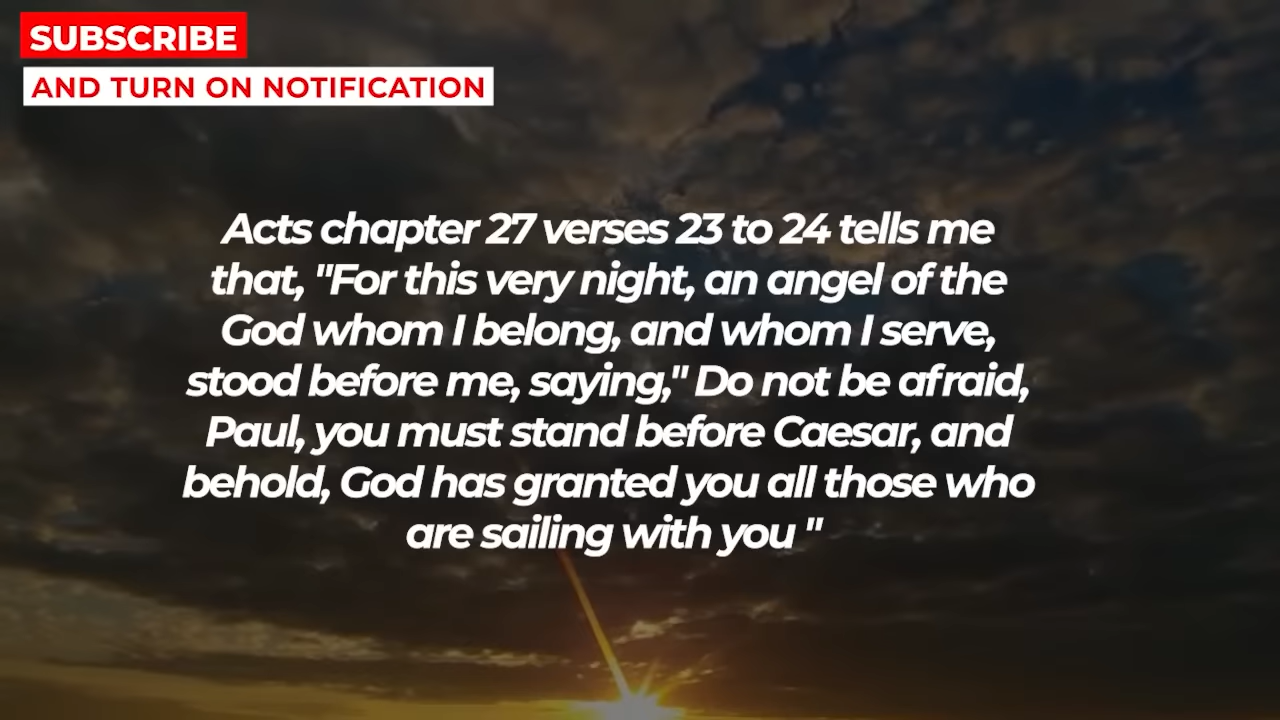 SUBSCRIBE
AND TURN ON NOTIFICATION
Acts chapter 27 verses 23 to 24 tells me
that, "For this very night, an angel of the
God whom I belong, and whom I serve,
stood before me, saying," Do not be afraid,
Paul, you must stand before Caesar, and
behold, God has granted you all those who
are sailing with you "